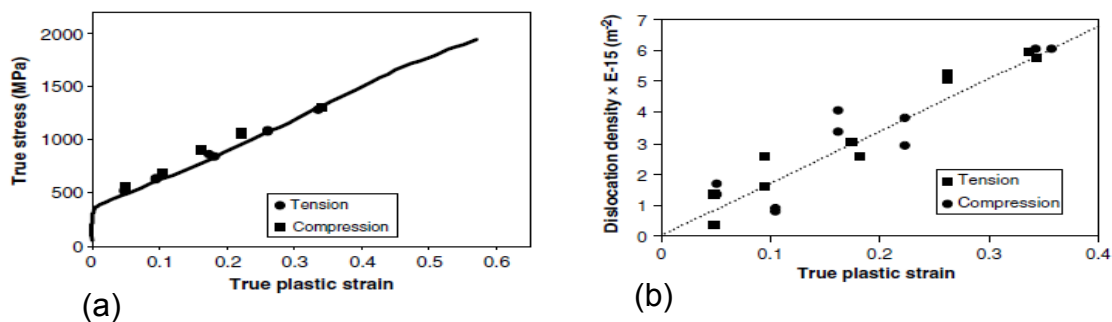 True stress (MPa)
2000
1500
1000
500
0
0
0.1
0.2
0.3
0.4
0.5
0.6
True plastic strain
Tension
Compression
(a)
Dislocation density × E-15 (m-2)
7
6
5
4
3
2
1
0
0
0.1
0.2
0.3
0.4
True plastic strain
Tension
Compression
(b)